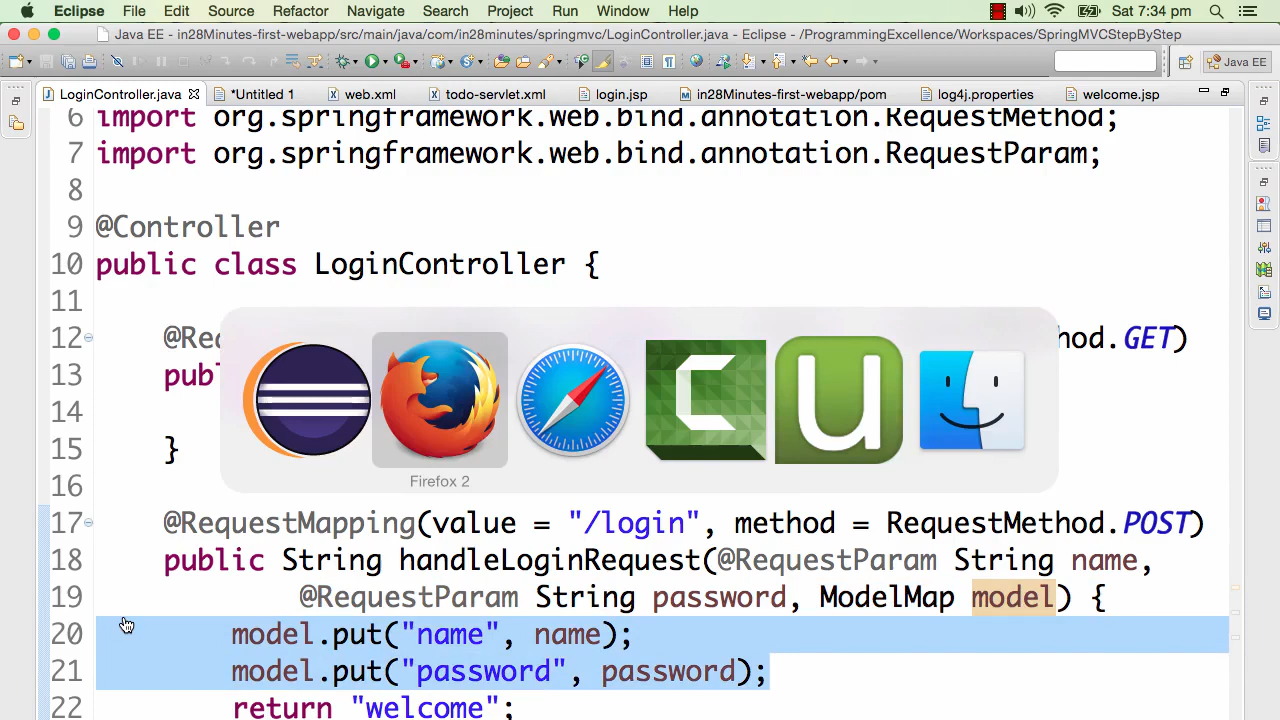 Eclipse File Edit Source Refactor Navigate Search Project Run Window Help Sat 7:34 pm
Java EE - in28Minutes-first-webapp/src/main/java/com/in28minutes/springmvc/LoginController.java - Eclipse - /ProgrammingExcellence/Workspaces/SpringMVCStepByStep
Java EE
LoginController.java *Untitled 1 web.xml todo-servlet.xml login.jsp in28Minutes-first-webapp/pom log4j.properties welcome.jsp
6 import org.springframework.web.bind.annotation.RequestMethod;
7 import org.springframework.web.bind.annotation.RequestParam;
8
9 @Controller
10 public class LoginController {
11
12 @Re hod.GET)
13 publ
14
15 }
16
Firefox 2
17 @RequestMapping(value = "/login", method = RequestMethod.POST)
18 public String handleLoginRequest(@RequestParam String name,
19 @RequestParam String password, ModelMap model) {
20 model.put("name", name);
21 model.put("password", password);
22 return "welcome";